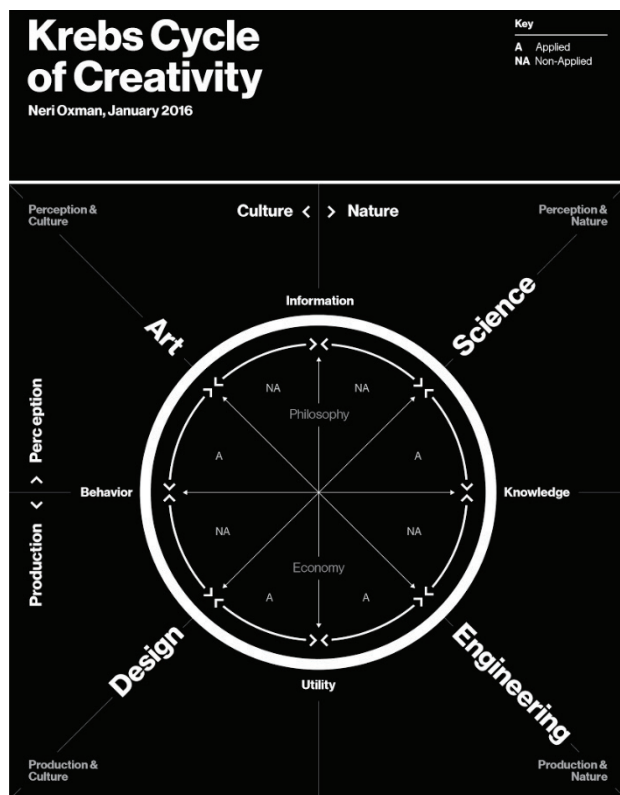 Krebs Cycle
of Creativity
Neri Oxman, January 2016
Key
A Applied
NA Non-Applied
Perception &
Culture
Culture < > Nature
Perception &
Nature
Information
Art
Science
NA
NA
Philosophy
A
A
Production < > Perception
Behavior
Knowledge
NA
NA
Economy
A
A
Design
Engineering
Utility
Production &
Culture
Production &
Nature